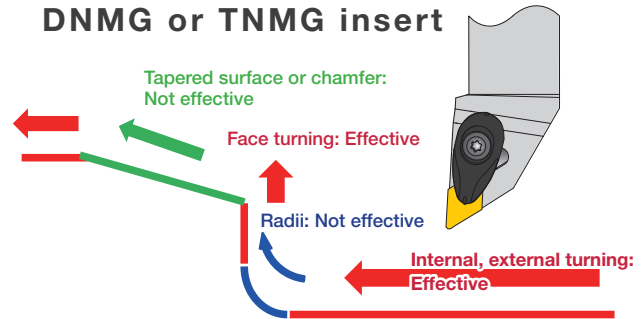 DNMG or TNMG insert
Tapered surface or chamfer:
Not effective
Face turning: Effective
Radii: Not effective
Internal, external turning:
Effective